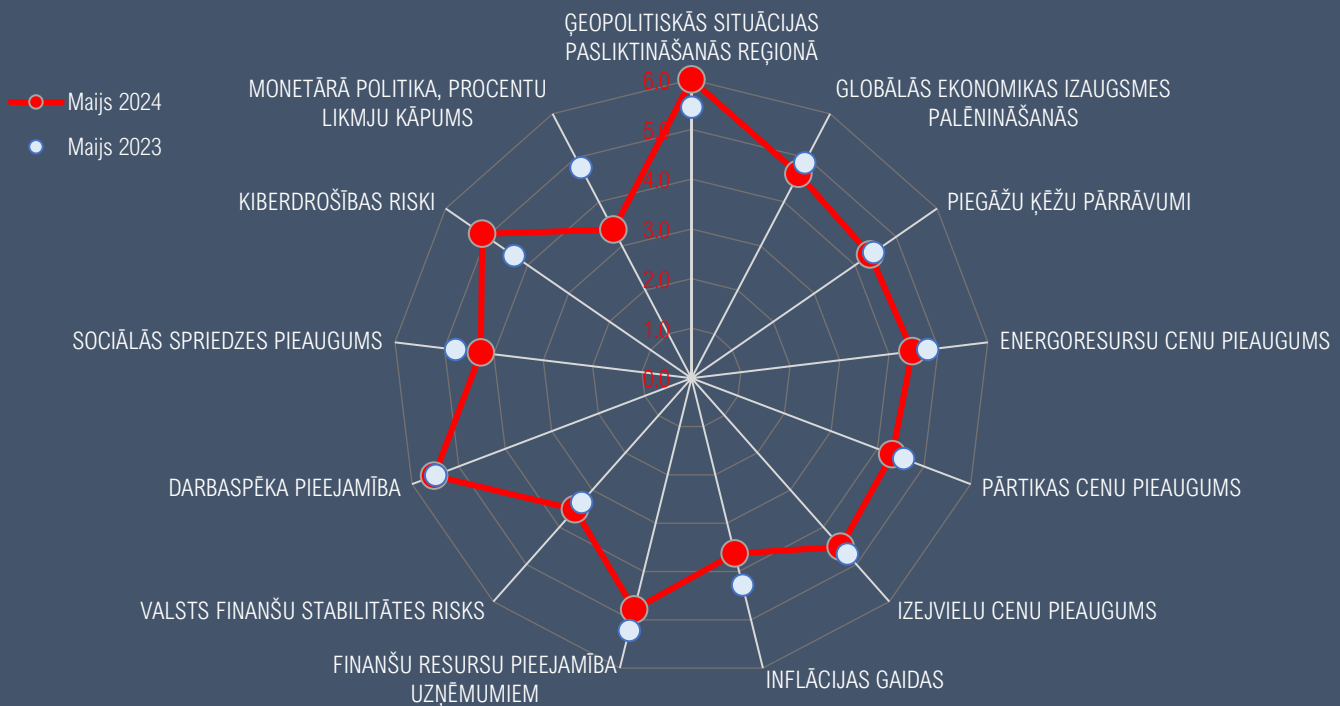 ĢEOPOLITISKĀS SITUĀCIJAS
PASLIKTINĀŠANĀS REĢIONĀ
MONETĀRĀ POLITIKA, PROCENTU
LIKMJU KĀPUMS
GLOBĀLĀS EKONOMIKAS IZAUGSMES
PALĒNINĀŠANĀS
Maijs 2024
Maijs 2023
KIBERDROŠĪBAS RISKI
PIEGĀŽU ĶĒŽU PĀRRĀVUMI
SOCIĀLĀS SPRIEDZES PIEAUGUMS
ENERGORESURSU CENU PIEAUGUMS
DARBASPĒKA PIEEJAMĪBA
PĀRTIKAS CENU PIEAUGUMS
VALSTS FINANŠU STABILITĀTES RISKS
IZEJVIELU CENU PIEAUGUMS
FINANŠU RESURSU PIEEJAMĪBA
UZŅĒMUMIEM
INFLĀCIJAS GAIDAS
6.0
5.0
4.0
3.0
2.0
1.0
0.0